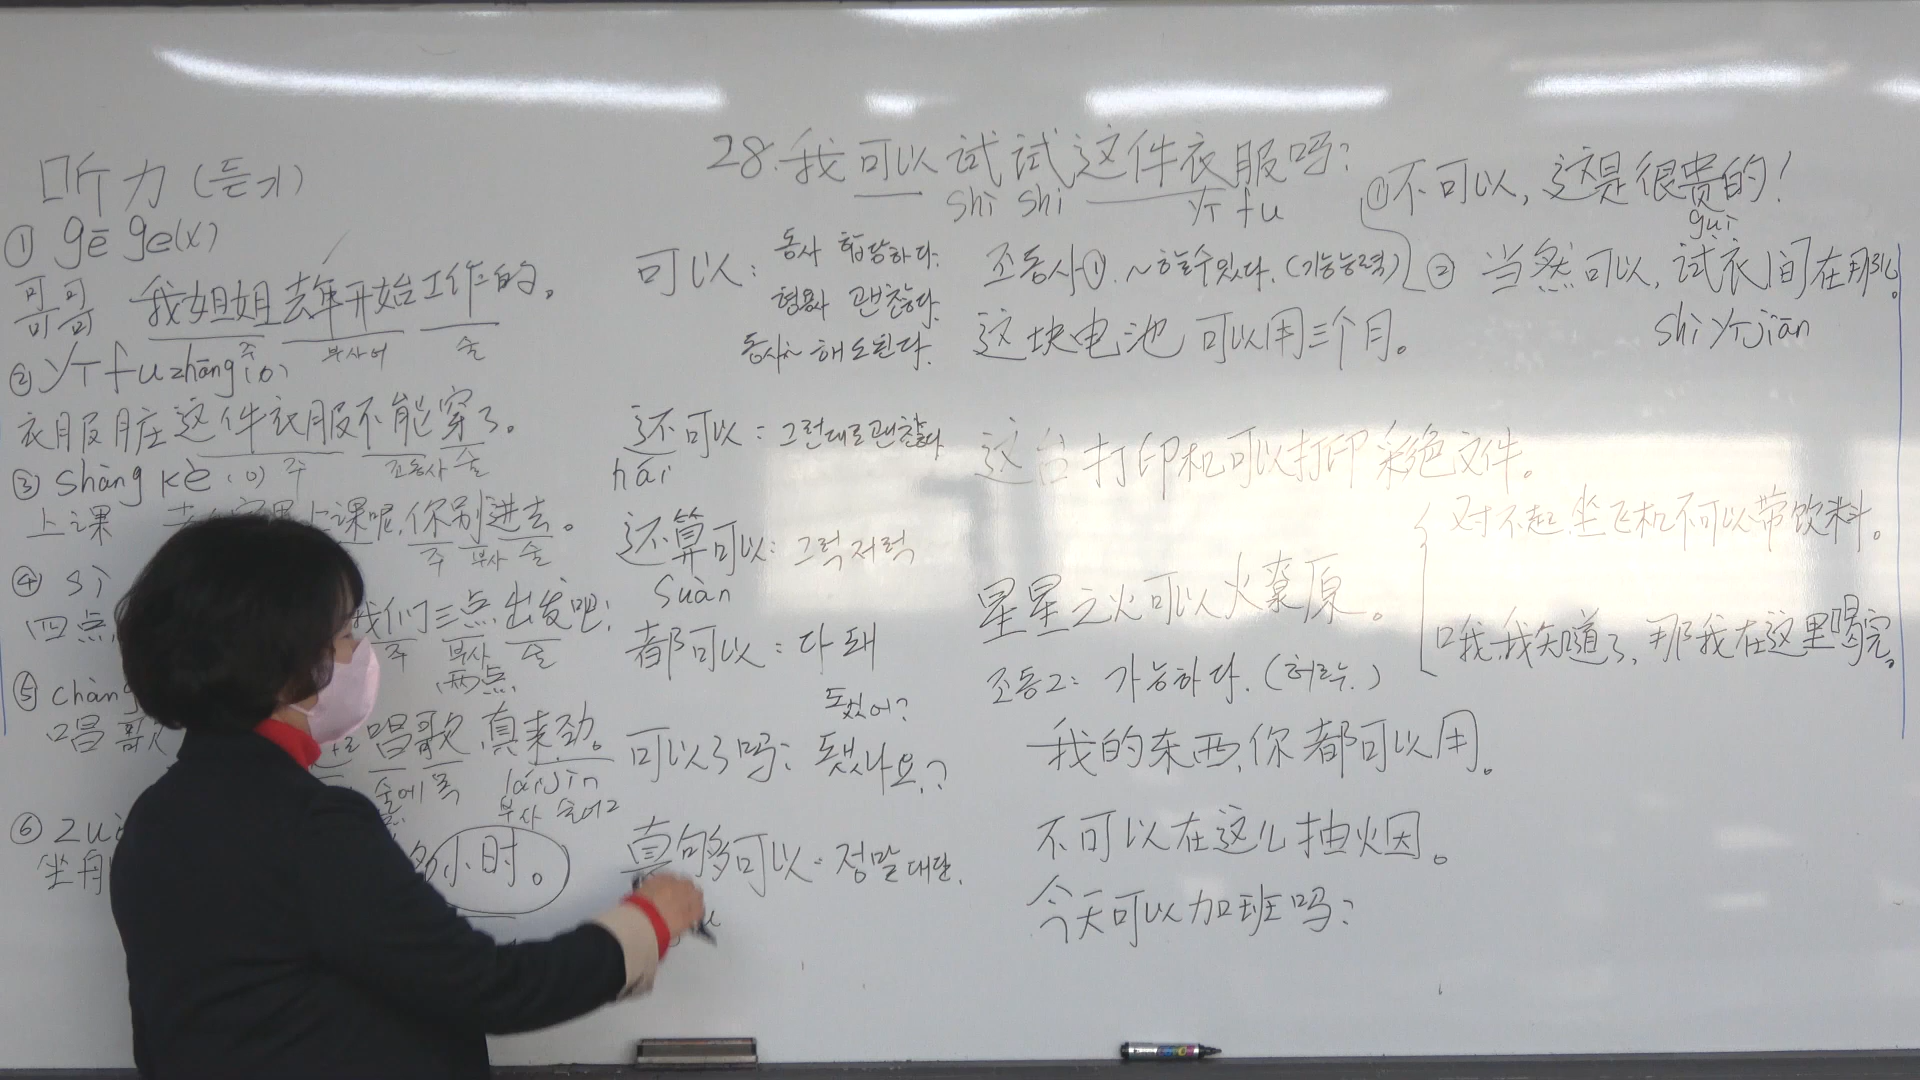 听力(듣기)
① gē ge(x)
哥哥 我姐姐去年开始工作的。
주 부사어 술
② yī fu zhāng(o)
衣服脏 这件衣服不能穿了。
주 조동사 술
③ shàng kè (o)
上课 上课呢,你别进去。
주 부사 술
④ sì
四点 我们三点出发吧!
주 부사 술
两点
⑤ chàng
唱歌 唱歌真来劲。
술에목 láijìn
부사 술어2
⑥ zuò
坐 小时。
28. 我可以试试这件衣服吗?
shì shi yī fu
可以: 동사 합당하다.
형용사 괜찮다.
동사 해도된다.
还可以: 그런대로괜찮다
hái
还算可以: 그럭저럭
suàn
都可以: 다 돼
됐어?
可以了吗: 됐나요?
真够可以: 정말 대단.
조동사① ~할수있다. (기능능력)
这块电池可以用三个月。
这台打印机可以打印彩色文件。
星星之火可以燎原。
조동2: 가능하다. (허락.)
我的东西,你都可以用。
不可以在这儿抽烟。
今天可以加班吗?
①不可以, 这是很贵的!
guì
② 当然可以, 试衣间在那儿。
shì yī jiān
对不起,坐飞机不可以带饮料。
哦,我知道了, 那我在这里喝完。